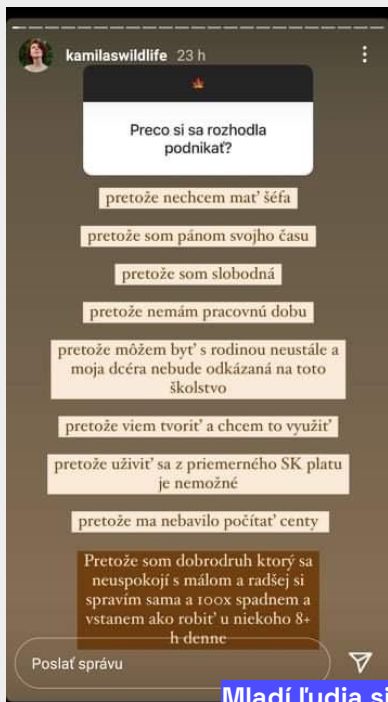 kamilaswildlife 23 h
Preco si sa rozhodla
podnikať?
pretože nechcem mať šéfa
pretože som pánom svojho času
pretože som slobodná
pretože nemám pracovnú dobu
pretože môžem byť s rodinou neustále a
moja dcéra nebude odkázaná na toto
školstvo
pretože viem tvoriť a chcem to využiť
pretože uživiť sa z priemerného SK platu
je nemožné
pretože ma nebavilo počítať centy
Pretože som dobrodruh ktorý sa
neuspokojí s málom a radšej si
spravím sama a 100x spadnem a
vstanem ako robiť u niekoho 8+
h denne
Poslať správu
Mladí ľudia si